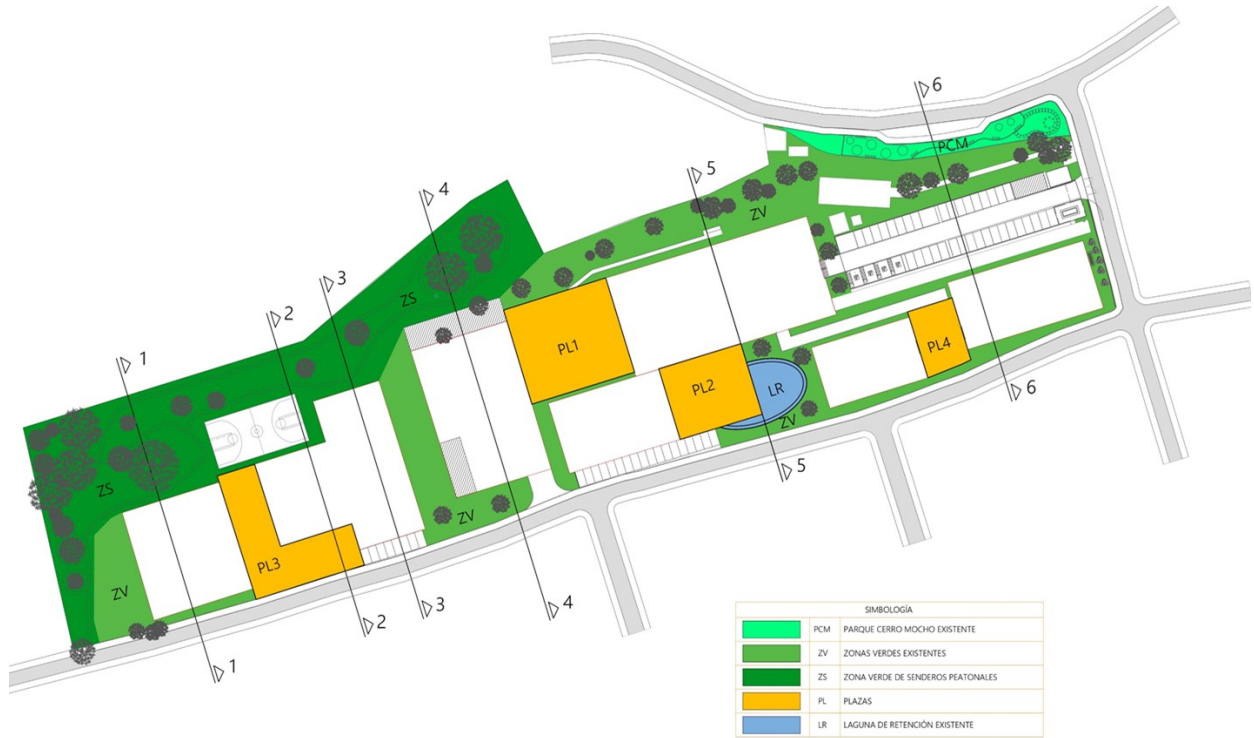 6
PCM
5
4
ZV
3
ZS
2
PL1
1
PL4
PL2
LR
6
ZV
5
ZS
ZV
PL3
ZV
4
3
2
1
SIMBOLOGÍA
PCM PARQUE CERRO MOCHO EXISTENTE
ZV ZONAS VERDES EXISTENTES
ZS ZONA VERDE DE SENDEROS PEATONALES
PL PLAZAS
LR LAGUNA DE RETENCIÓN EXISTENTE